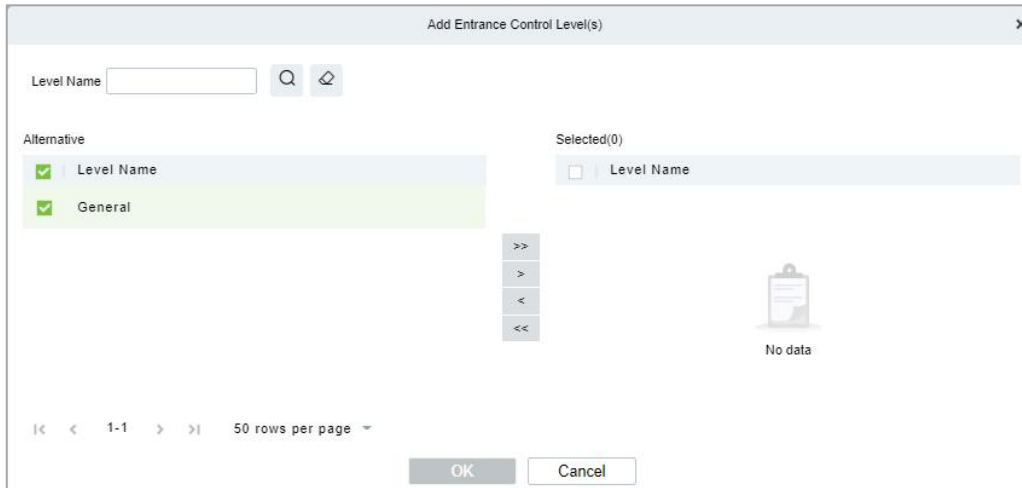 Add Entrance Control Level(s)
Level Name
Alternative
Selected(0)
Level Name
Level Name
General
>>
>
<
<<
No data
|< < 1-1 > >| 50 rows per page
OK
Cancel